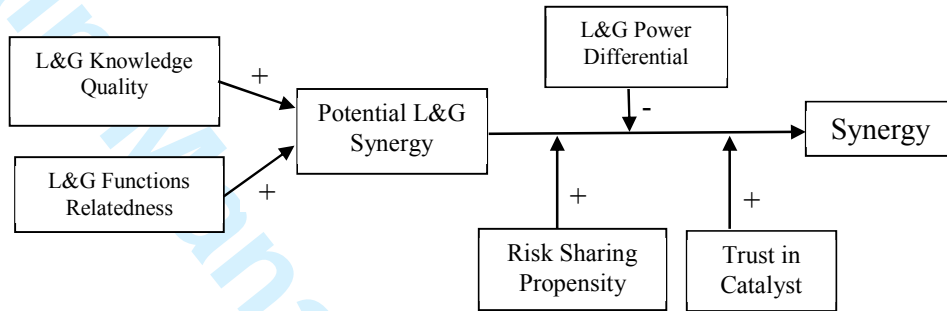 L&G Knowledge
Quality
+
L&G Functions
Relatedness
+
Potential L&G
Synergy
L&G Power
Differential
-
Synergy
+
Risk Sharing
Propensity
+
Trust in
Catalyst